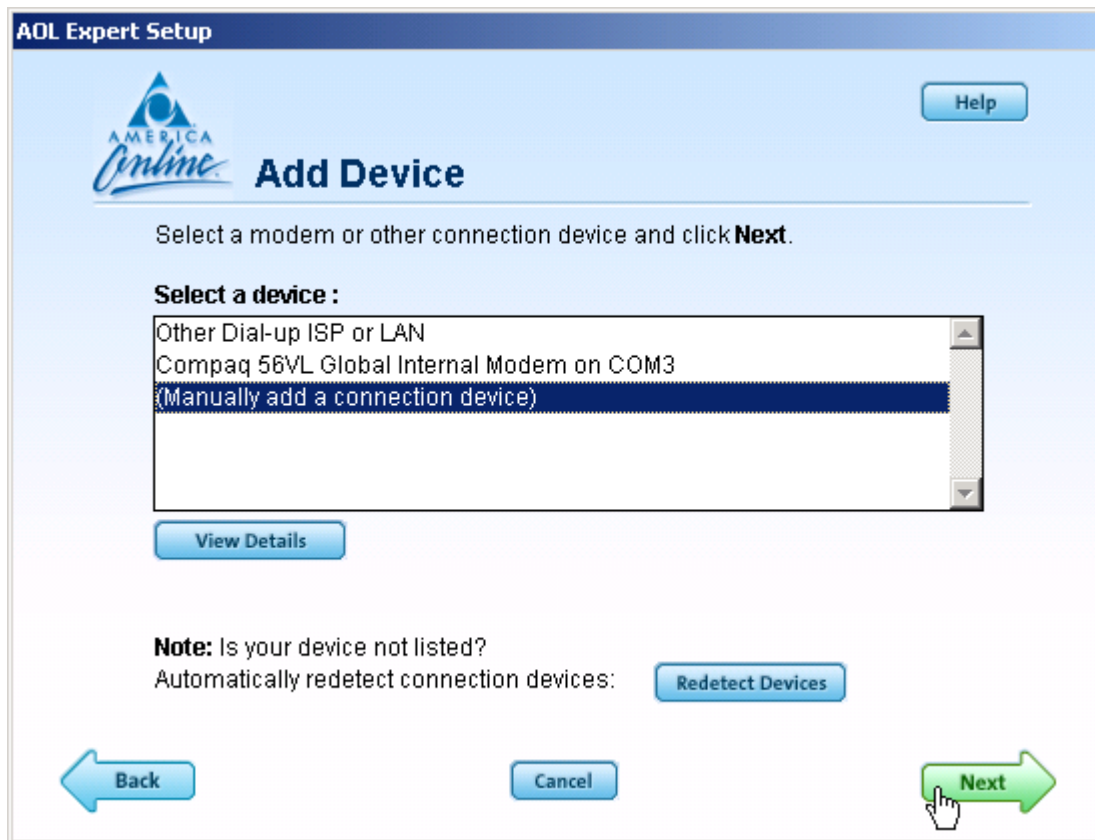 AOL Expert Setup
Help
AMERICA
Online
Add Device
Select a modem or other connection device and click Next.
Select a device :
Other Dial-up ISP or LAN
Compaq 56VL Global Internal Modem on COM3
(Manually add a connection device)
View Details
Note: Is your device not listed?
Automatically redetect connection devices:
Redetect Devices
Back
Cancel
Next